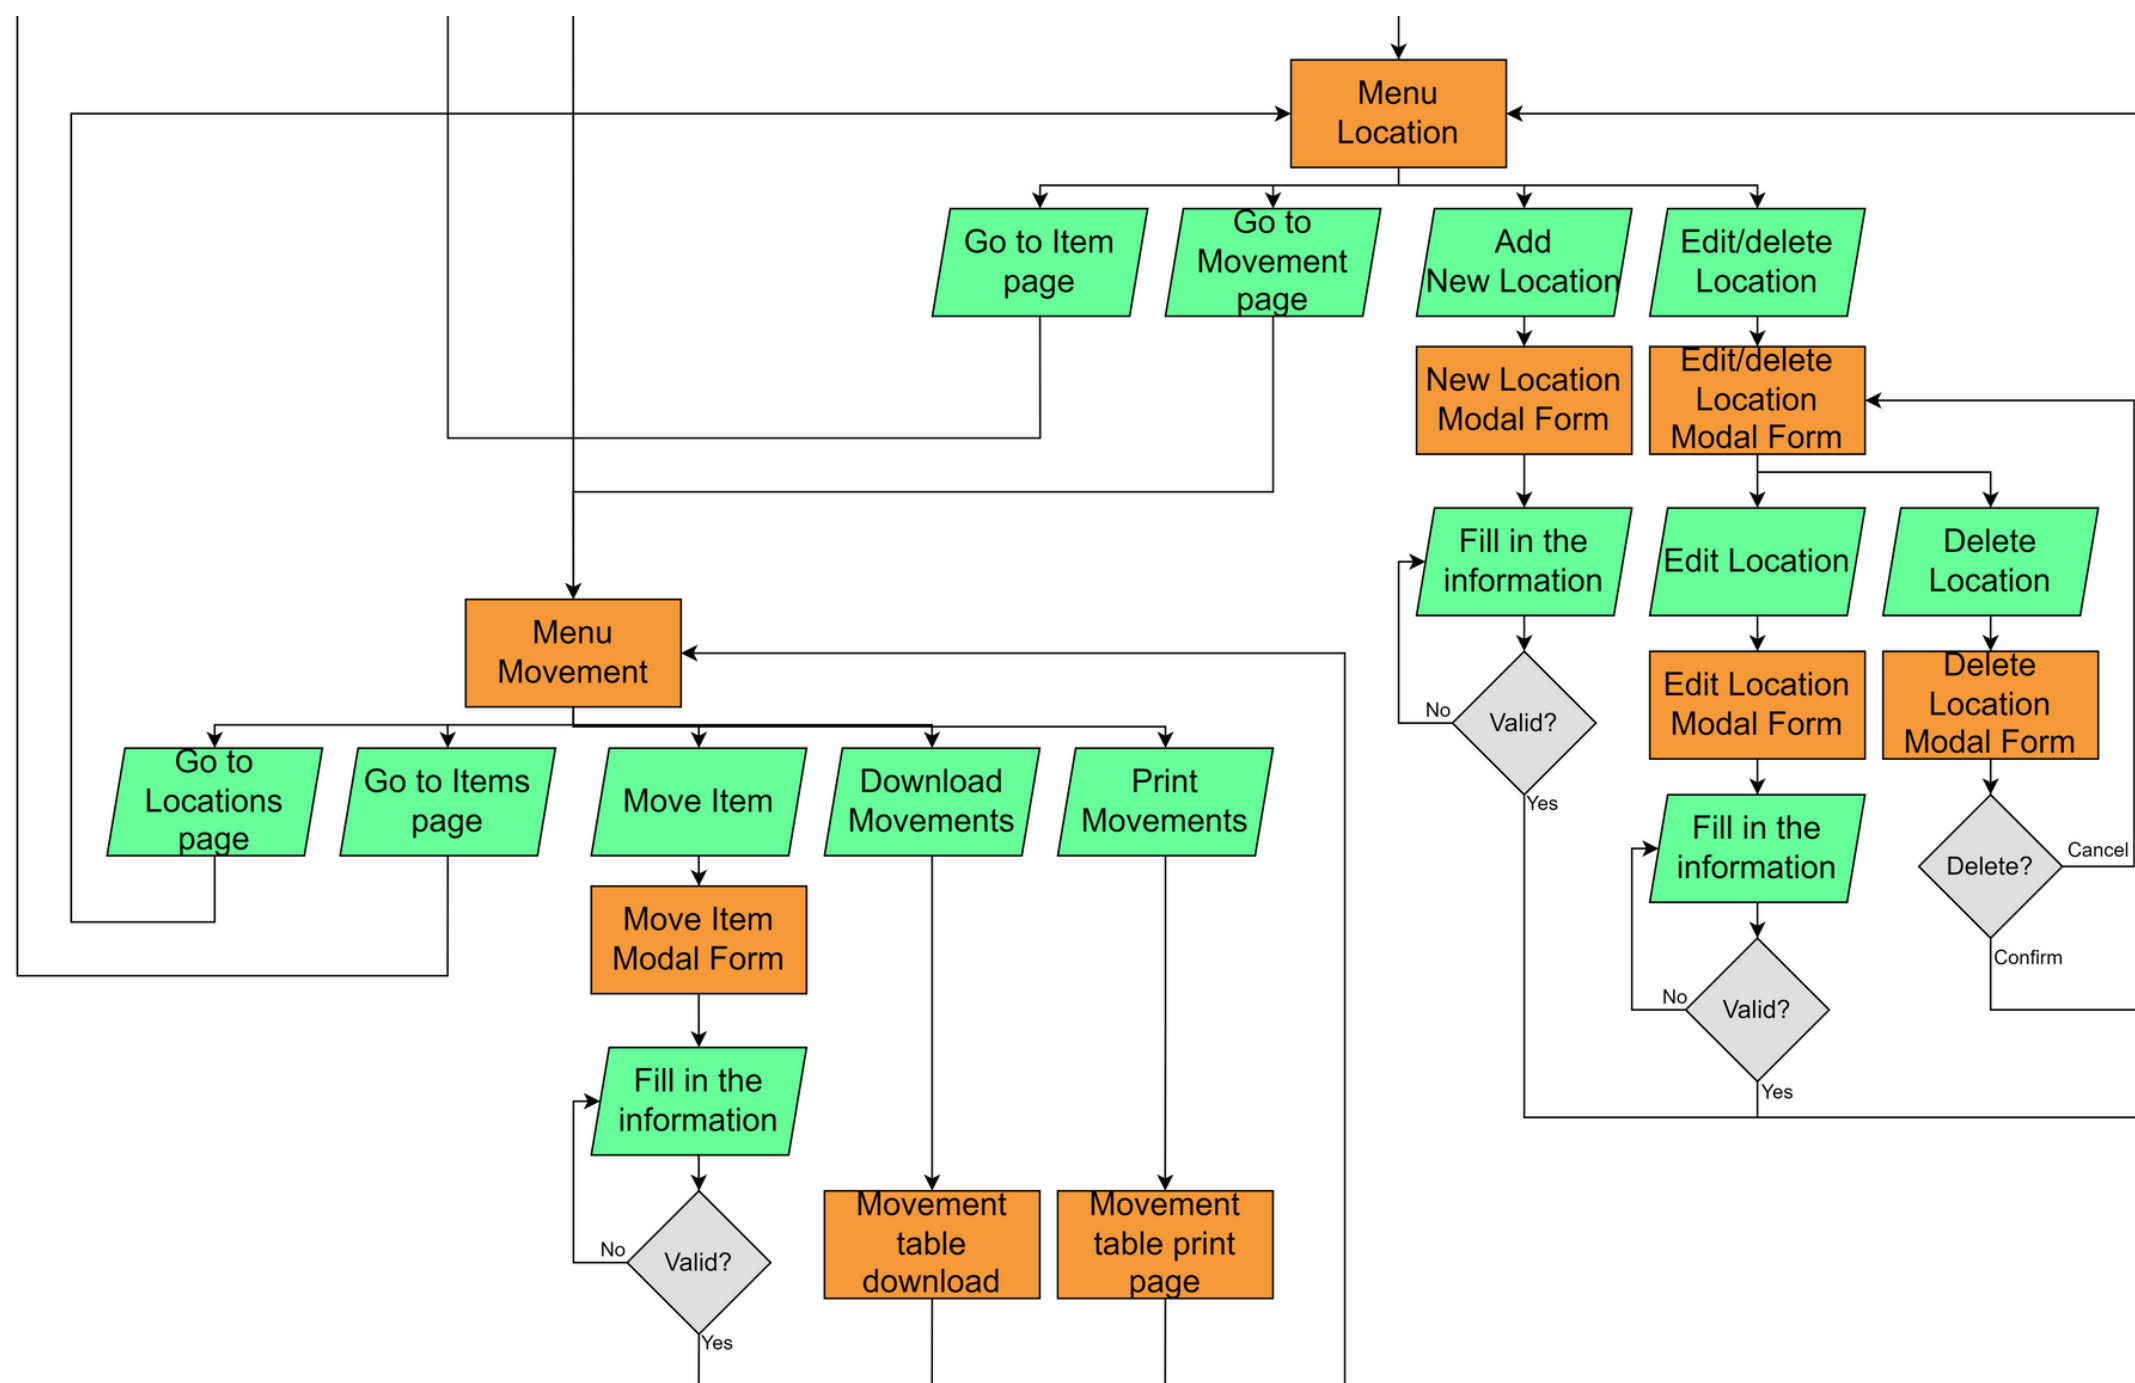 Menu
Location
Go to Item
page
Go to
Movement
page
Add
New Location
Edit/delete
Location
New Location
Modal Form
Edit/delete
Location
Modal Form
Fill in the
information
Edit Location
Delete
Location
Menu
Movement
Valid?
No
Yes
Edit Location
Modal Form
Delete
Location
Modal Form
Go to
Locations
page
Go to Items
page
Move Item
Download
Movements
Print
Movements
Fill in the
information
Delete?
Cancel
Confirm
Move Item
Modal Form
No
Valid?
Yes
Fill in the
information
Movement
table
download
Movement
table print
page
No
Valid?
Yes